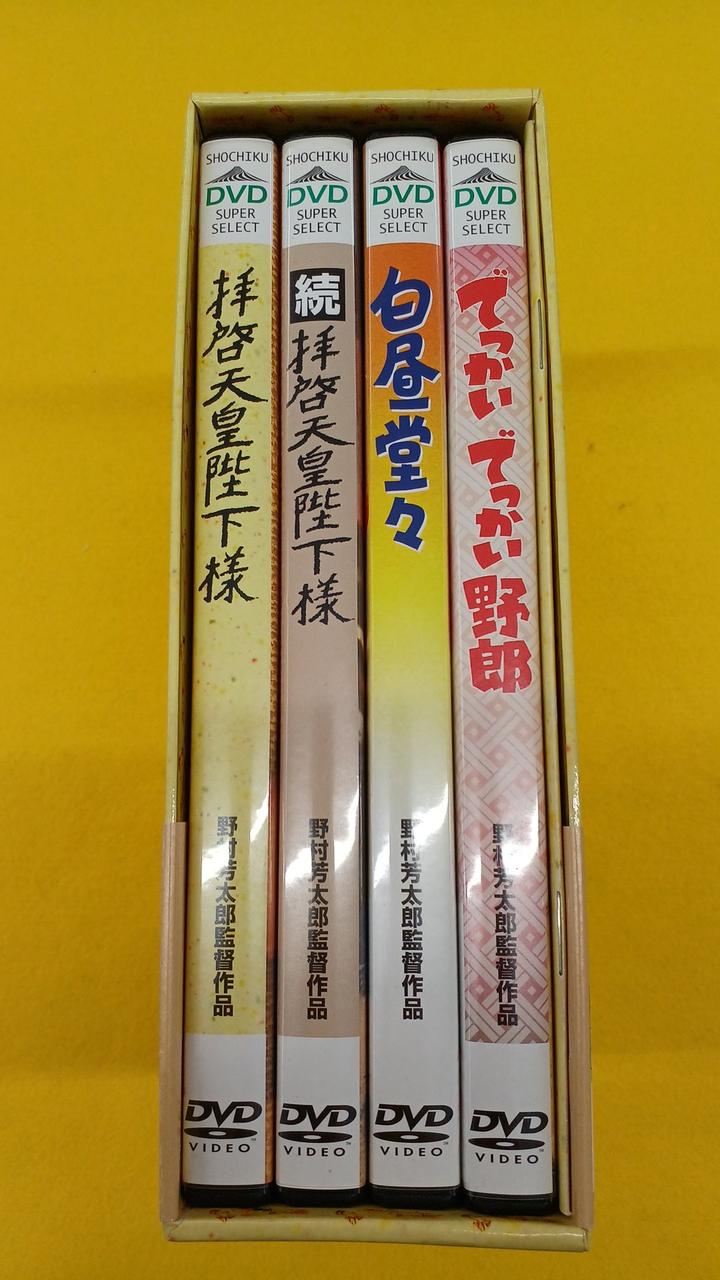 SHOCHIKU
DVD
SUPER
SELECT
拝啓天皇陛下様
野村芳太郎監督作品
DVD
VIDEO
SHOCHIKU
DVD
SUPER
SELECT
続
拝啓天皇陛下様
野村芳太郎監督作品
DVD
VIDEO
SHOCHIKU
DVD
SUPER
SELECT
白昼堂々
野村芳太郎監督作品
DVD
VIDEO
SHOCHIKU
DVD
SUPER
SELECT
でっかいでっかい野郎
野村芳太郎監督作品
DVD
VIDEO